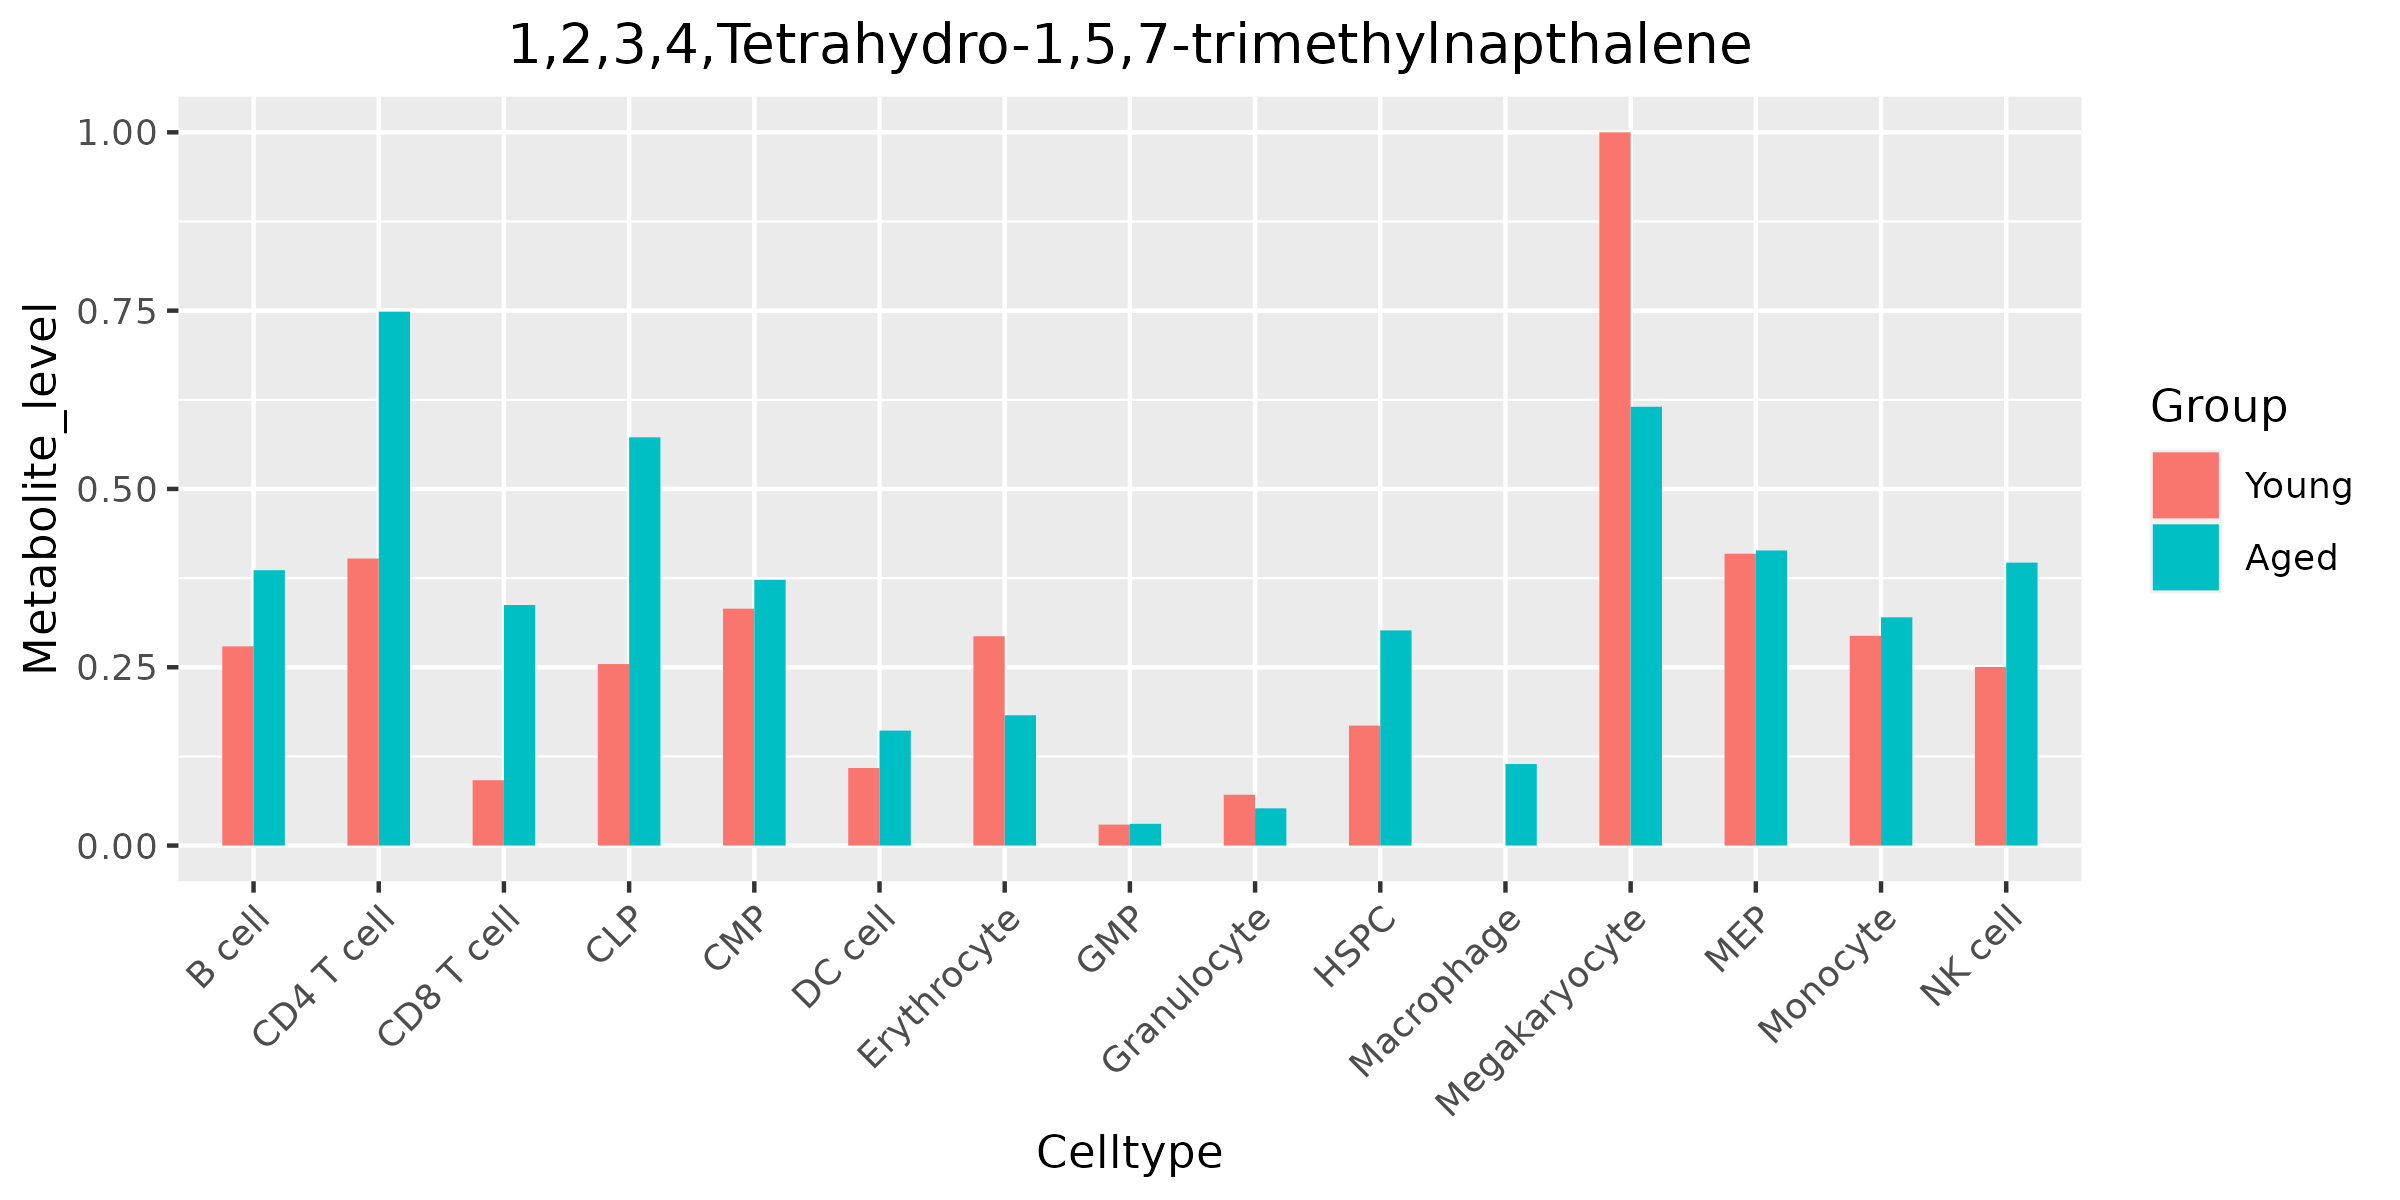 1,2,3,4,Tetrahydro-1,5,7-trimethylnapthalene
Metabolite_level
1.00
0.75
0.50
0.25
0.00
B cell
CD4 T cell
CD8 T cell
CLP
CMP
DC cell
Erythrocyte
GMP
Granulocyte
HSPC
Macrophage
Megakaryocyte
MEP
Monocyte
NK cell
Celltype
Group
Young
Aged